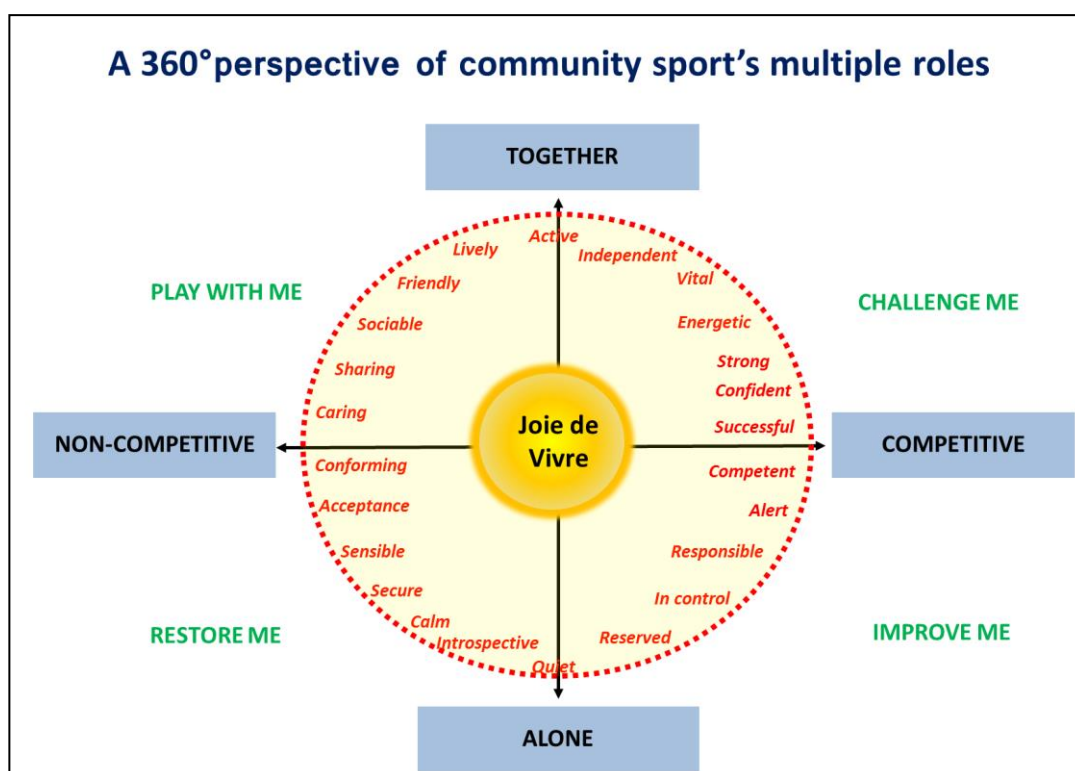 A 360°perspective of community sport's multiple roles
TOGETHER
Active
Lively
Independent
Vital
Friendly
PLAY WITH ME
CHALLENGE ME
Sociable
Energetic
Strong
Sharing
Confident
Caring
Successful
Joie de
Vivre
NON-COMPETITIVE
COMPETITIVE
Conforming
Competent
Acceptance
Alert
Sensible
Responsible
Secure
In control
Calm
RESTORE ME
IMPROVE ME
Introspective
Reserved
Quiet
ALONE